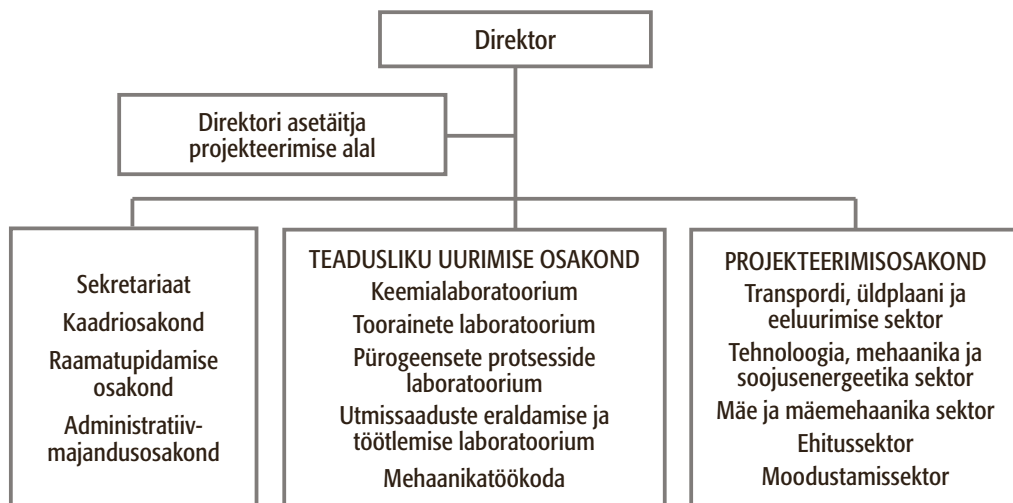 Direktor
Direktori asetäitja
projekteerimise alal
Sekretariaat
Kaadriosakond
Raamatupidamise
osakond
Administratiiv-
majandusosakond
TEADUSLIKU UURIMISE OSAKOND
Keemialaboratoorium
Toorainete laboratoorium
Pürogeensete protsesside
laboratoorium
Utmissaaduste eraldamise ja
töötlemise laboratoorium
Mehaanikatöökoda
PROJEKTEERIMISOSAKOND
Transpordi, üldplaani ja
eeluurimise sektor
Tehnoloogia, mehaanika ja
soojusenergeetika sektor
Mäe ja mäemehaanika sektor
Ehitussektor
Moodustamissektor